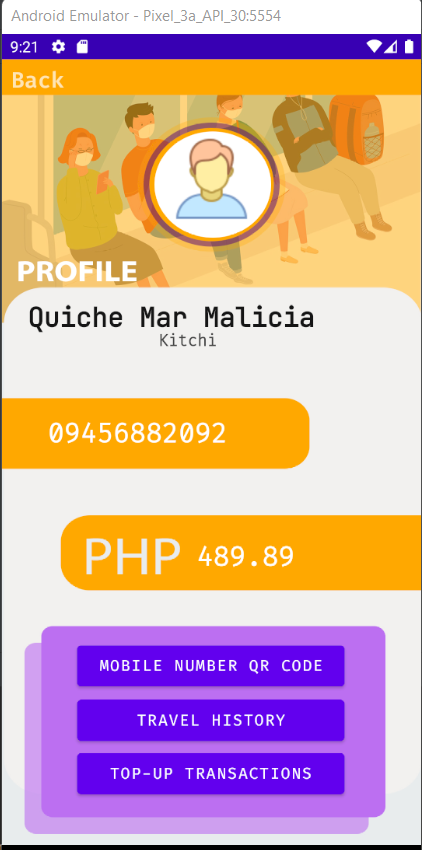 Android Emulator - Pixel_3a_API_30:5554
9:21
Back
PROFILE
Quiche Mar Malicia
Kitchi
09456882092
PHP 489.89
MOBILE NUMBER QR CODE
TRAVEL HISTORY
TOP-UP TRANSACTIONS